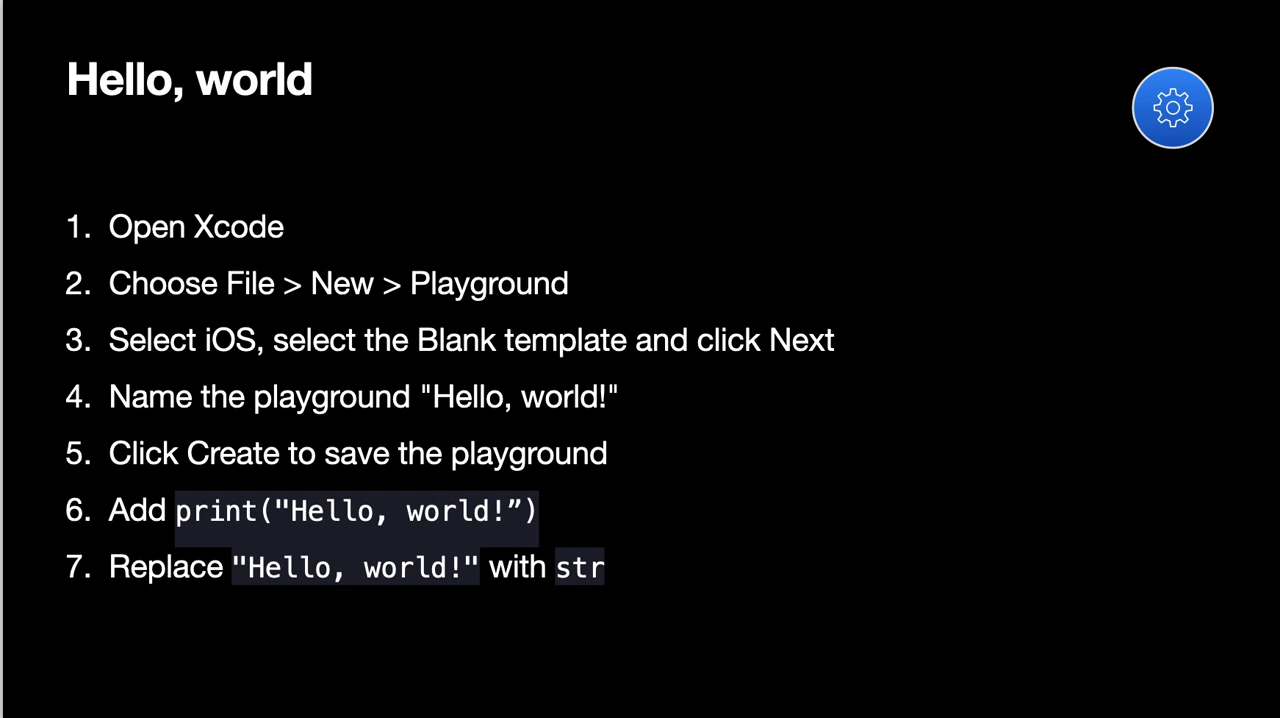 Hello, world
1. Open Xcode
2. Choose File > New > Playground
3. Select iOS, select the Blank template and click Next
4. Name the playground "Hello, world!"
5. Click Create to save the playground
6. Add print("Hello, world!”)
7. Replace "Hello, world!" with str